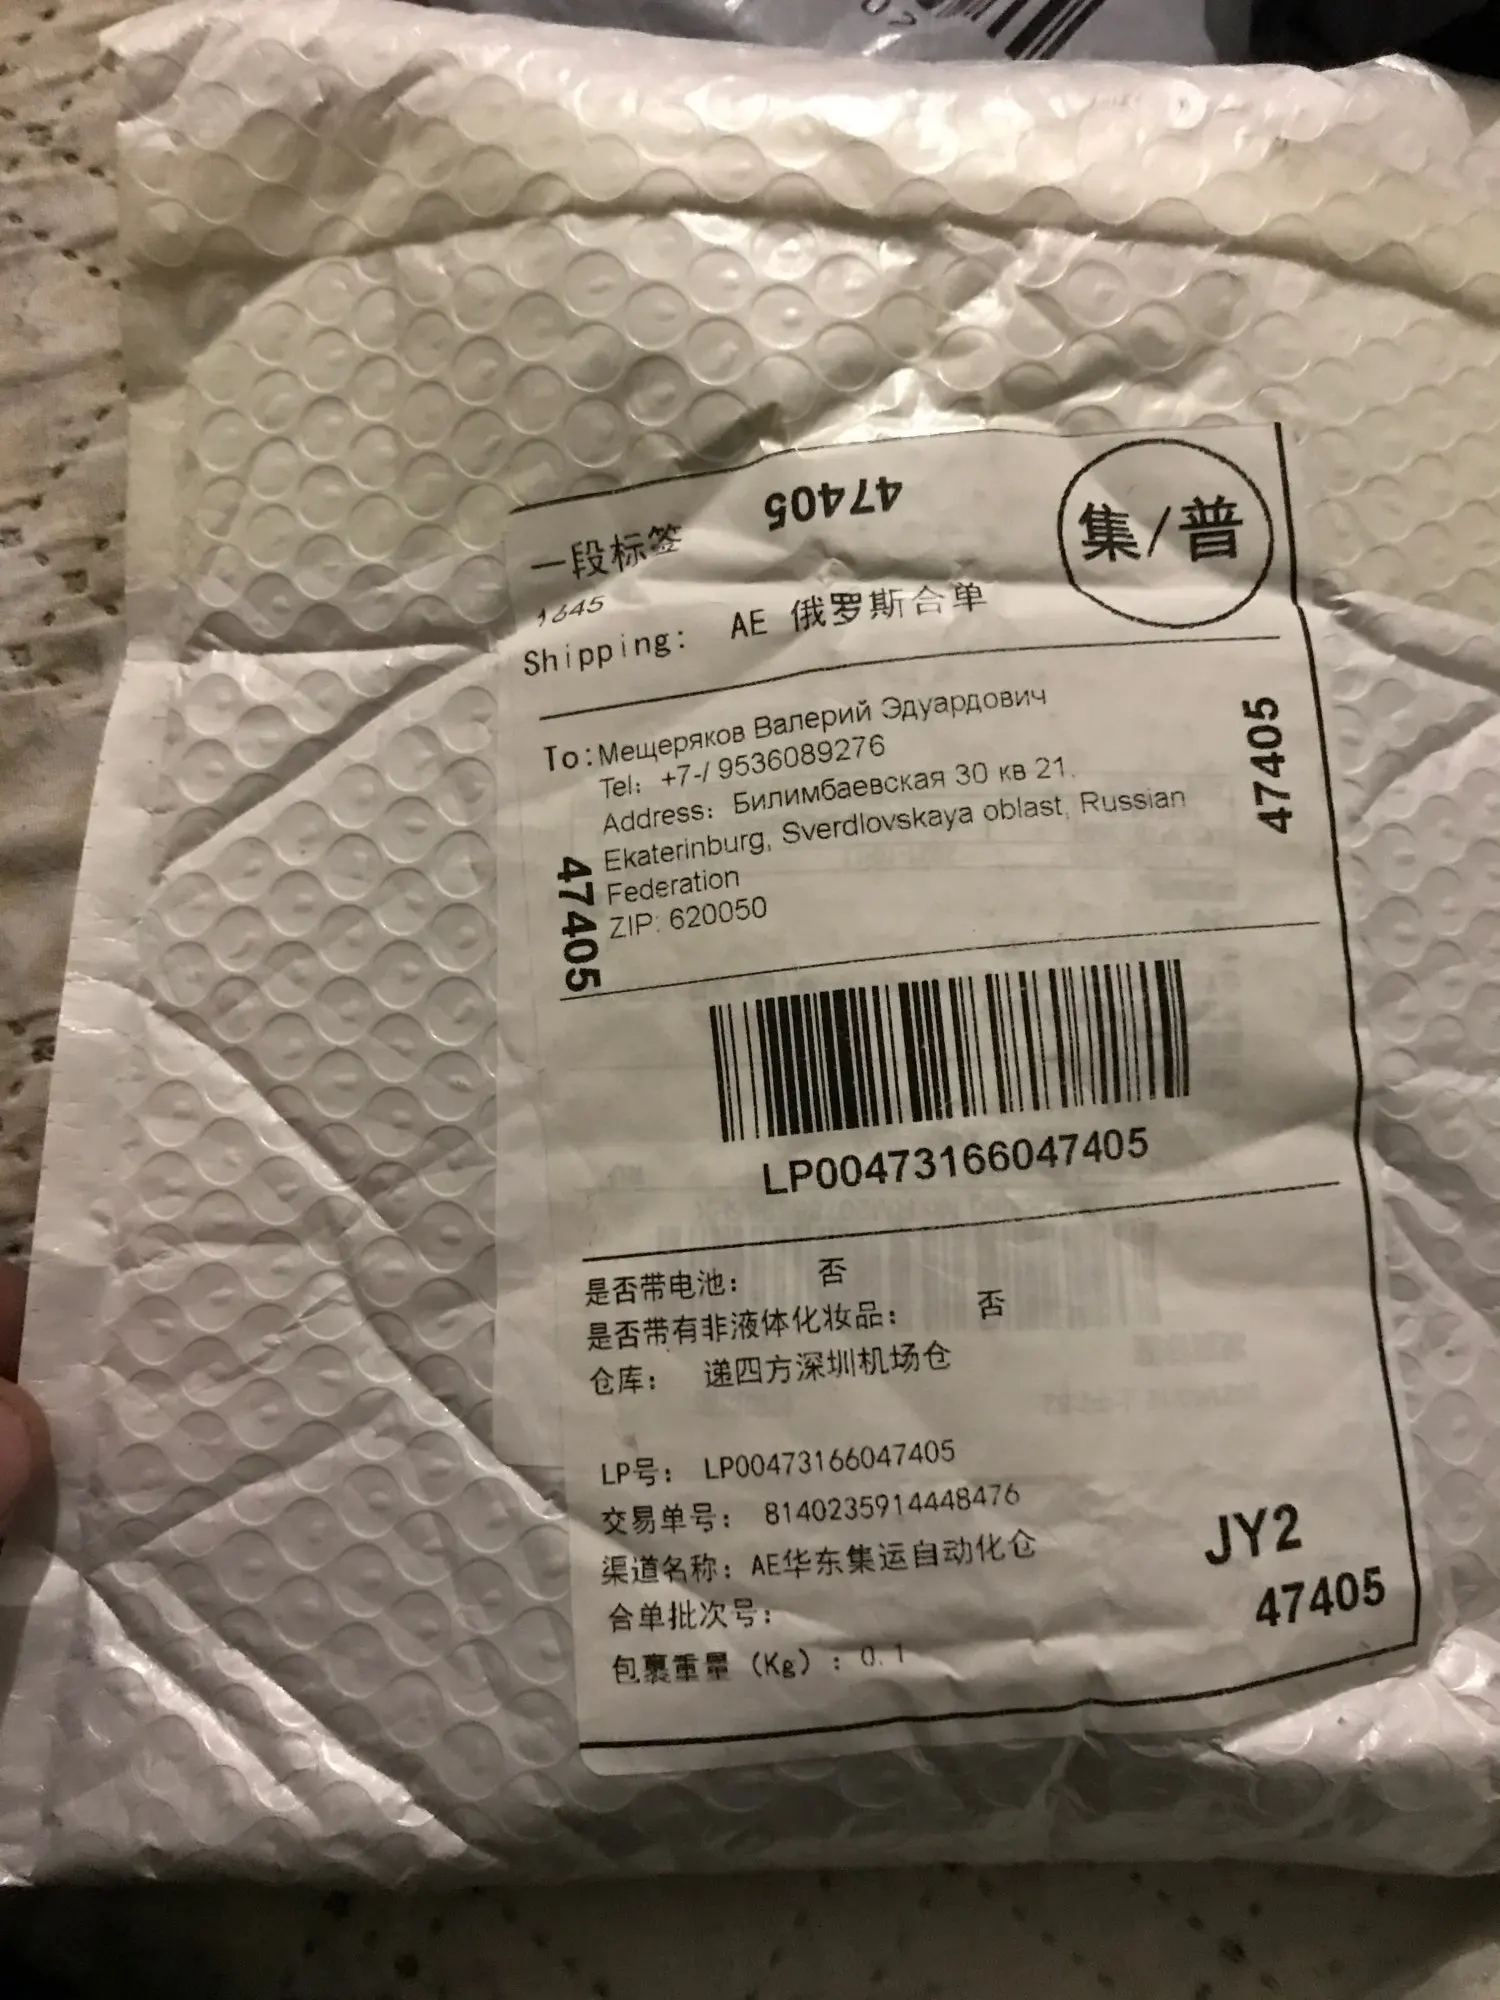 47405
一段标签
1645
集/普
Shipping: AE 俄罗斯合单
To:Мещеряков Валерий Эдуардович
Tel: +7-/ 9536089276
Address: Билимбаевская 30 кв 21.
Ekaterinburg, Sverdlovskaya oblast, Russian
Federation
ZIP: 620050
47405
47405
LP00473166047405
是否带电池: 否
是否带有非液体化妆品: 否
仓库: 递四方深圳机场仓
LP号: LP00473166047405
交易单号: 8140235914448476
渠道名称: AE华东集运自动化仓
合单批次号:
包裹重量 (Kg) : 0.1
JY2
47405